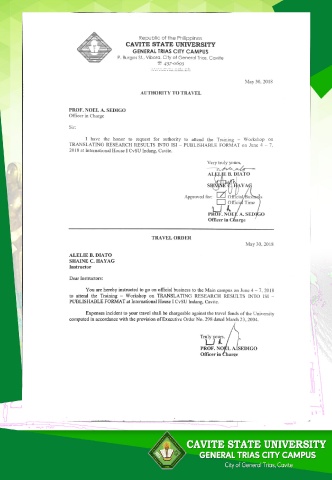 Republic of the Philippines
CAVITE STATE UNIVERSITY
GENERAL TRIAS CITY CAMPUS
P. Burgos St., Vibora, City of General Trias, Cavite
May 30, 2018
AUTHORITY TO TRAVEL
PROF. NOEL A. SEDIGO
Officer in Charge
Sir:
I have the honor to request for authority to attend the Training – Workshop on
TRANSLATING RESEARCH RESULTS INTO ISI – PUBLISHABLE FORMAT on June 4 – 7,
2018 at International House I CvSU Indang, Cavite.
Very truly yours,
ALELIE B. DIATO
SHAINE C. HAYAG
Approved for:
Official Business
Official Time
PROF. NOEL A. SEDIGO
Officer in Charge
TRAVEL ORDER
May 30, 2018
ALELIE B. DIATO
SHAINE C. HAYAG
Instructor
Dear Instructors:
You are hereby instructed to go on official business to the Main campus on June 4 – 7, 2018
to attend the Training – Workshop on TRANSLATING RESEARCH RESULTS INTO ISI –
PUBLISHABLE FORMAT at International House I CvSU Indang, Cavite.
Expenses incident to your travel shall be chargeable against the travel funds of the University
computed in accordance with the provision of Executive Order No. 298 dated March 23, 2004.
Truly yours,
PROF. NOEL A. SEDIGO
Officer in Charge
CAVITE STATE UNIVERSITY
GENERAL TRIAS CITY CAMPUS
City of General Trias, Cavite